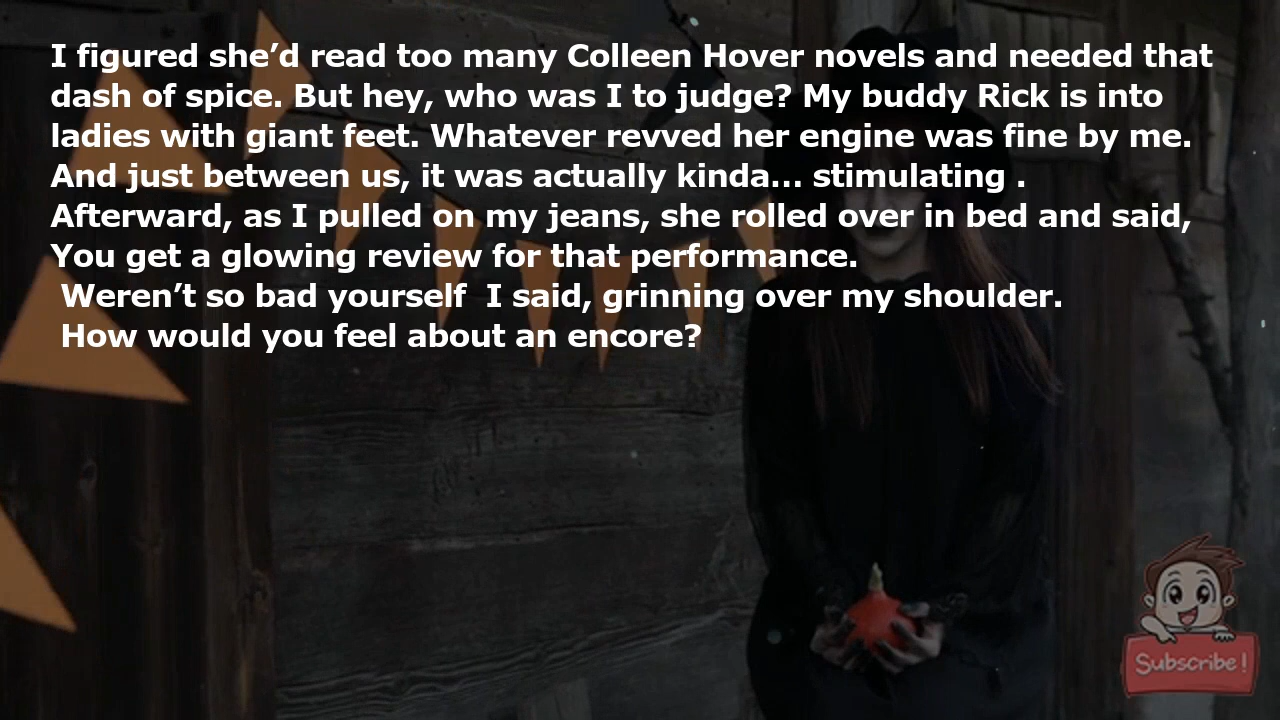 I figured she’d read too many Colleen Hover novels and needed that
dash of spice. But hey, who was I to judge? My buddy Rick is into
ladies with giant feet. Whatever revved her engine was fine by me.
And just between us, it was actually kinda... stimulating .
Afterward, as I pulled on my jeans, she rolled over in bed and said,
You get a glowing review for that performance.
Weren’t so bad yourself  I said, grinning over my shoulder.
How would you feel about an encore?
Subscribe!